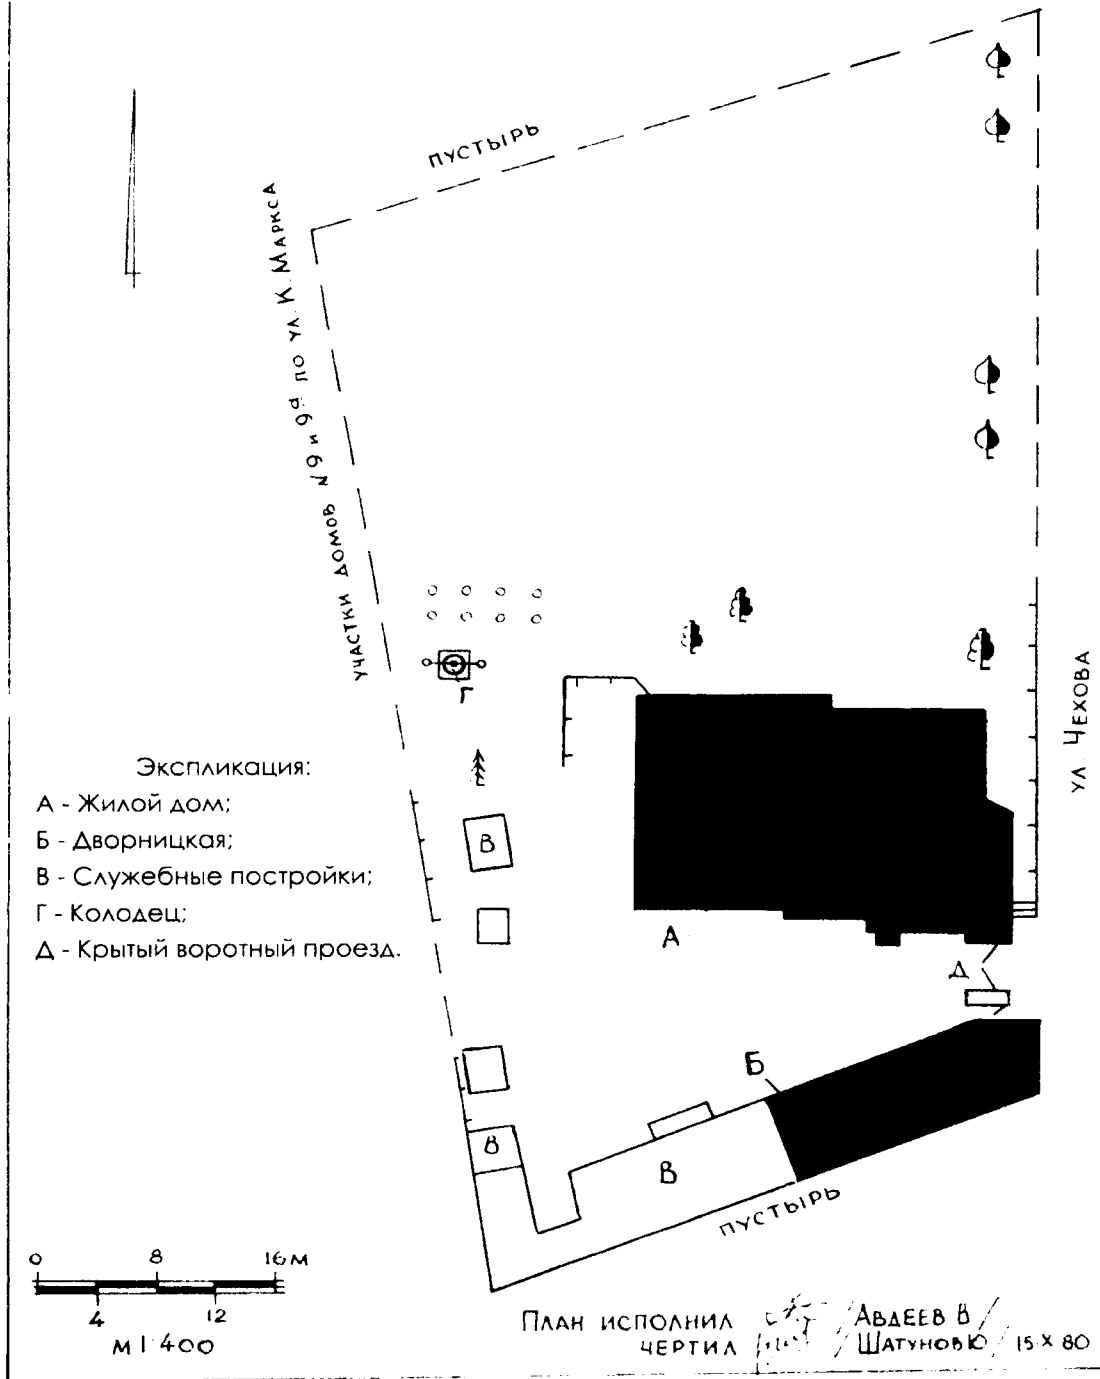 ПУСТЫРЬ
УЧАСТКИ ДОМОВ №9 и 9а ПО УЛ. К. МАРКСА
Г
УЛ. ЧЕХОВА
Экспликация:
А - Жилой дом;
Б - Дворницкая;
В - Служебные постройки;
Г - Колодец;
Д - Крытый воротный проезд.
В
А
Д
Б
В
В
ПУСТЫРЬ
0 8 16м
4 12
М 1:400
ПЛАН ИСПОЛНИЛ / АВДЕЕВ В /
ЧЕРТИЛ / ШАТУНОВ Ю / 15 X 80